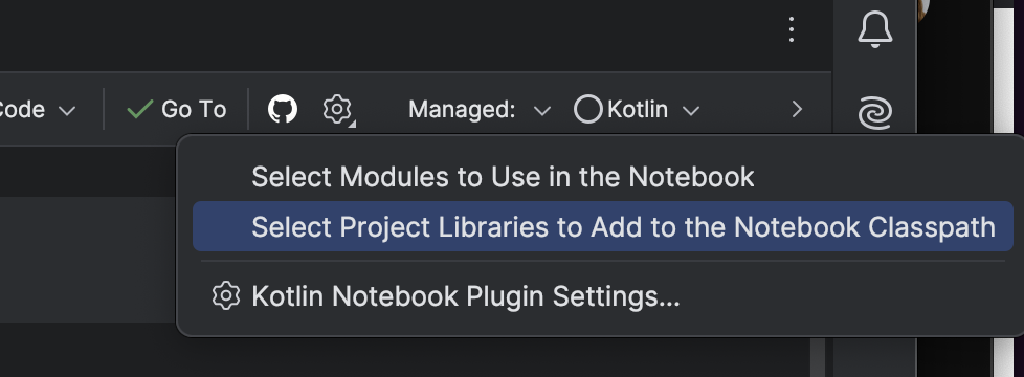 Code
Go To
Managed:
Kotlin
Select Modules to Use in the Notebook
Select Project Libraries to Add to the Notebook Classpath
Kotlin Notebook Plugin Settings...